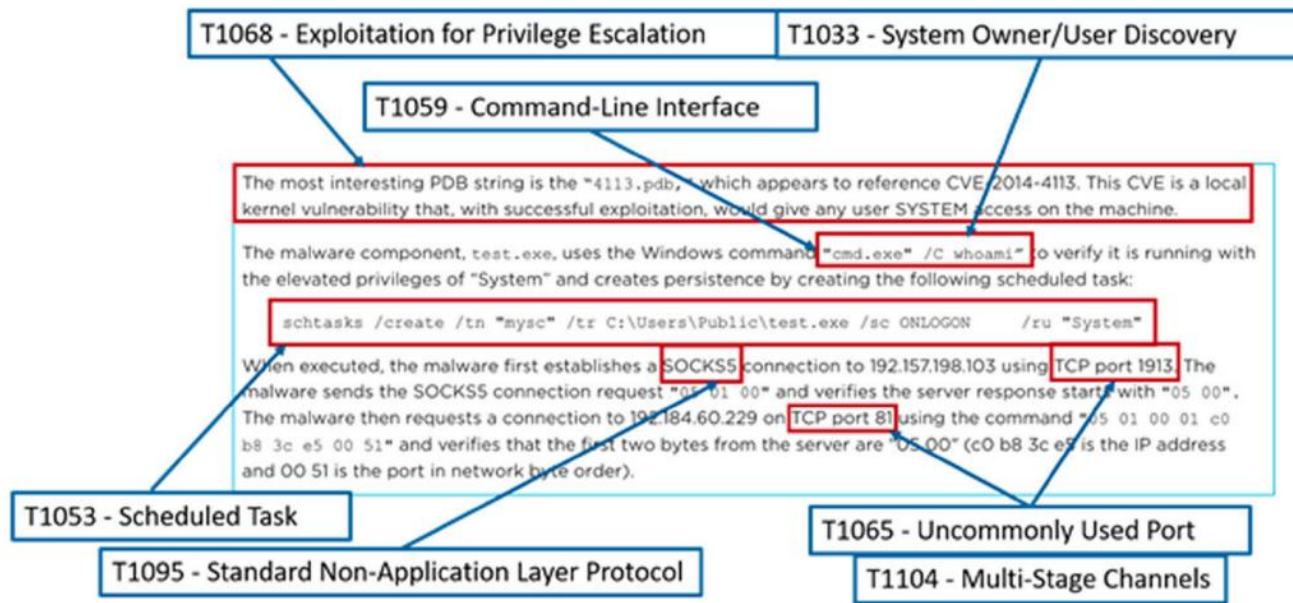 T1068 - Exploitation for Privilege Escalation
T1033 - System Owner/User Discovery
T1059 - Command-Line Interface
The most interesting PDB string is the "4113.pdb," which appears to reference CVE-2014-4113. This CVE is a local
kernel vulnerability that, with successful exploitation, would give any user SYSTEM access on the machine.
The malware component, test.exe, uses the Windows command "cmd.exe" /C whoami" to verify it is running with
the elevated privileges of "System" and creates persistence by creating the following scheduled task:
schtasks /create /tn "mysc" /tr C:\Users\Public\test.exe /sc ONLOGON /ru "System"
When executed, the malware first establishes a SOCKS5 connection to 192.157.198.103 using TCP port 1913. The
malware sends the SOCKS5 connection request "05 01 00" and verifies the server response starts with "05 00".
The malware then requests a connection to 192.184.60.229 on TCP port 81 using the command "05 01 00 01 c0
b8 3c e5 00 51" and verifies that the first two bytes from the server are "05 00" (c0 b8 3c e5 is the IP address
and 00 51 is the port in network byte order).
T1053 - Scheduled Task
T1065 - Uncommonly Used Port
T1095 - Standard Non-Application Layer Protocol
T1104 - Multi-Stage Channels